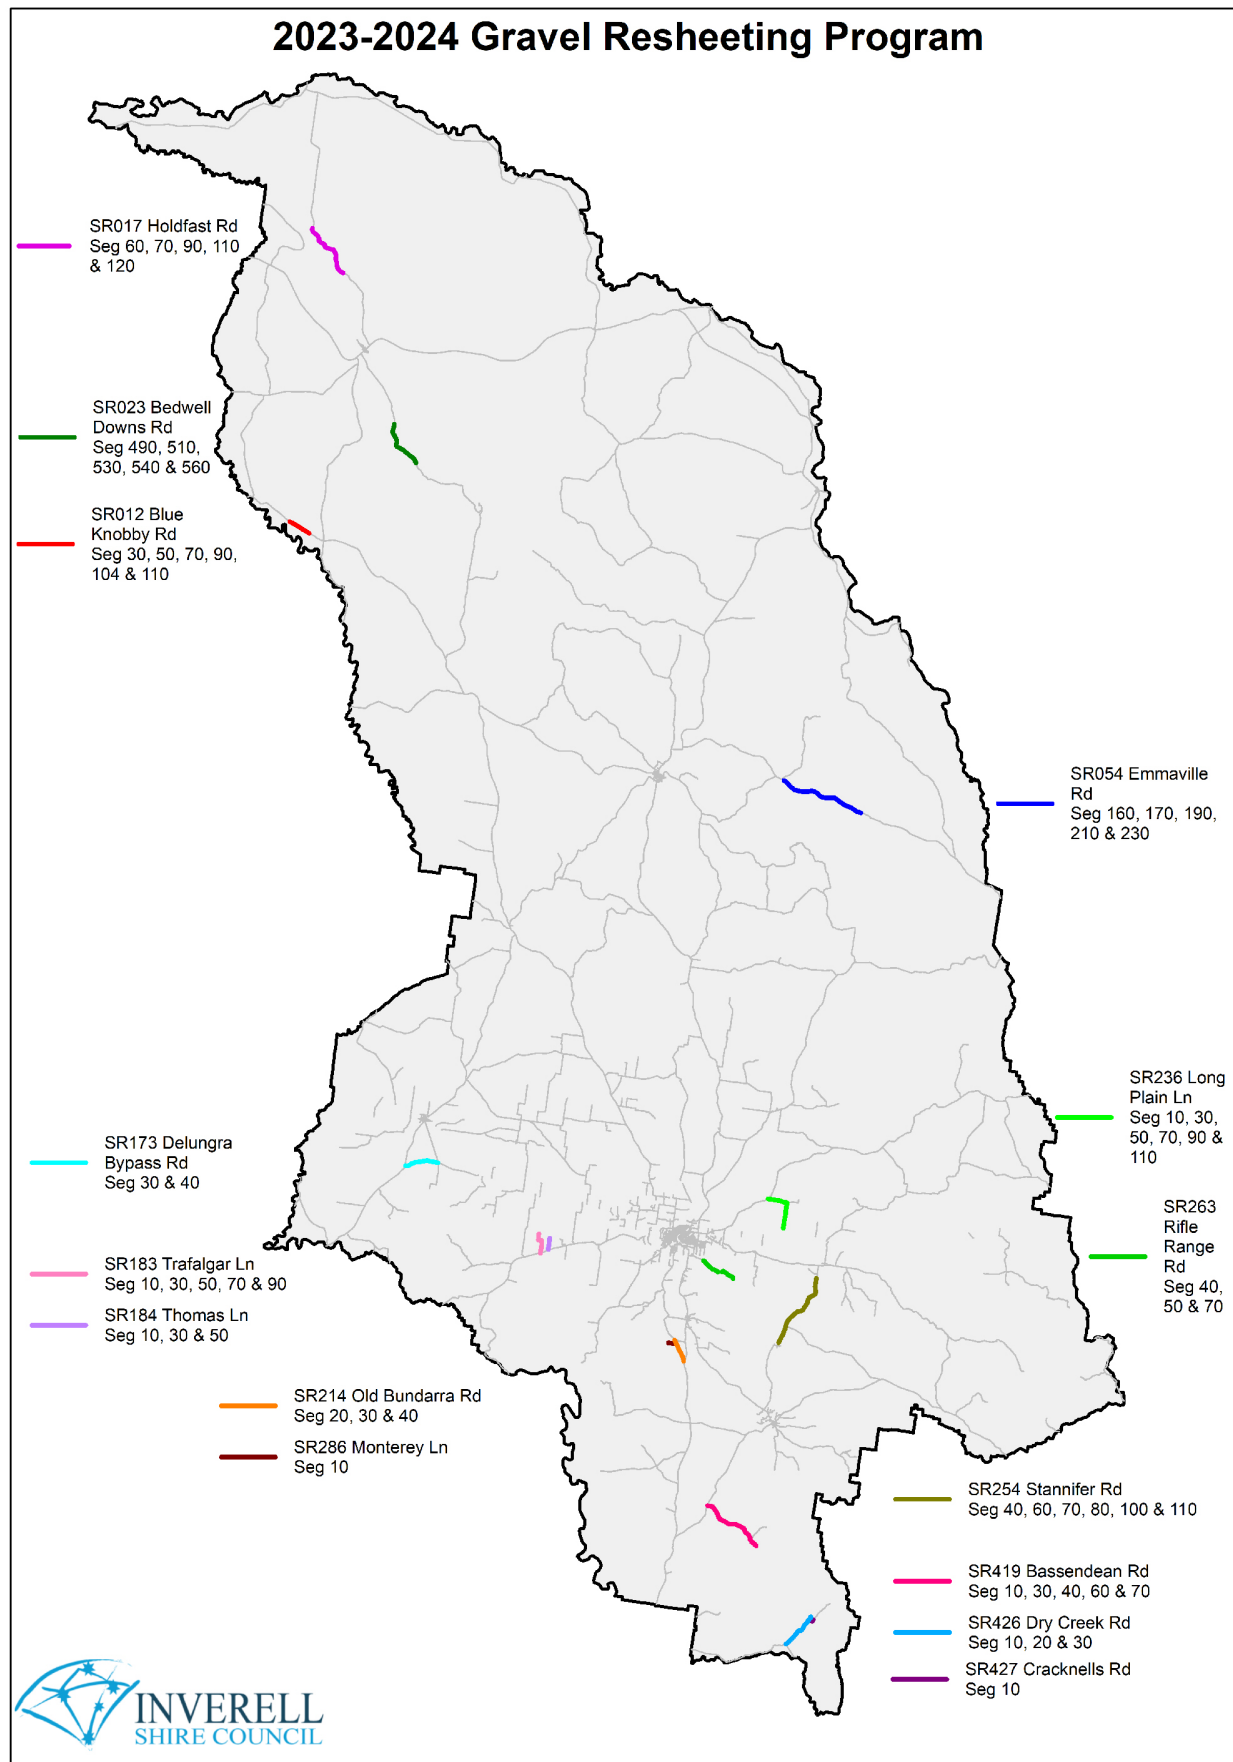 2023-2024 Gravel Resheeting Program
SR017 Holdfast Rd
Seg 60, 70, 90, 110
& 120
SR023 Bedwell
Downs Rd
Seg 490, 510,
530, 540 & 560
SR012 Blue
Knobby Rd
Seg 30, 50, 70, 90,
104 & 110
SR054 Emmaville
Rd
Seg 160, 170, 190,
210 & 230
SR236 Long
Plain Ln
Seg 10, 30,
50, 70, 90 &
110
SR173 Delungra
Bypass Rd
Seg 30 & 40
SR263
Rifle
Range
Rd
Seg 40,
50 & 70
SR183 Trafalgar Ln
Seg 10, 30, 50, 70 & 90
SR184 Thomas Ln
Seg 10, 30 & 50
SR214 Old Bundarra Rd
Seg 20, 30 & 40
SR286 Monterey Ln
Seg 10
SR254 Stannifer Rd
Seg 40, 60, 70, 80, 100 & 110
SR419 Bassendean Rd
Seg 10, 30, 40, 60 & 70
SR426 Dry Creek Rd
Seg 10, 20 & 30
SR427 Cracknells Rd
Seg 10
INVERELL
SHIRE COUNCIL